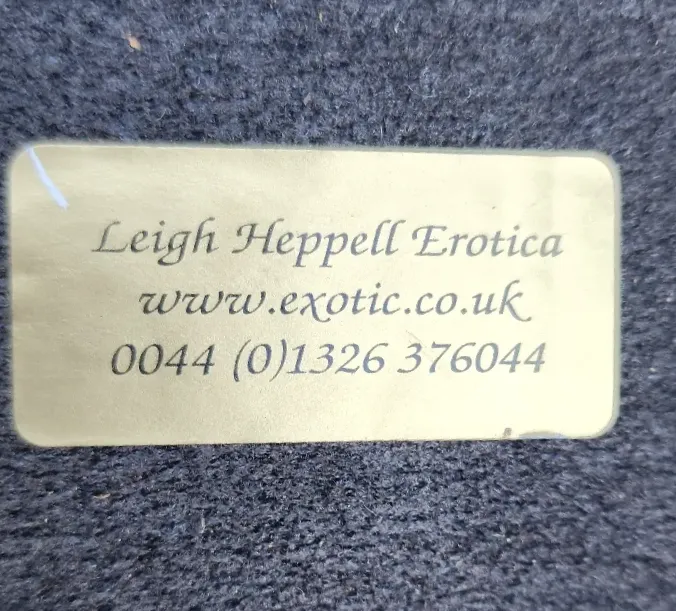 Leigh Heppell Erotica
www.exotic.co.uk
0044 (0)1326 376044